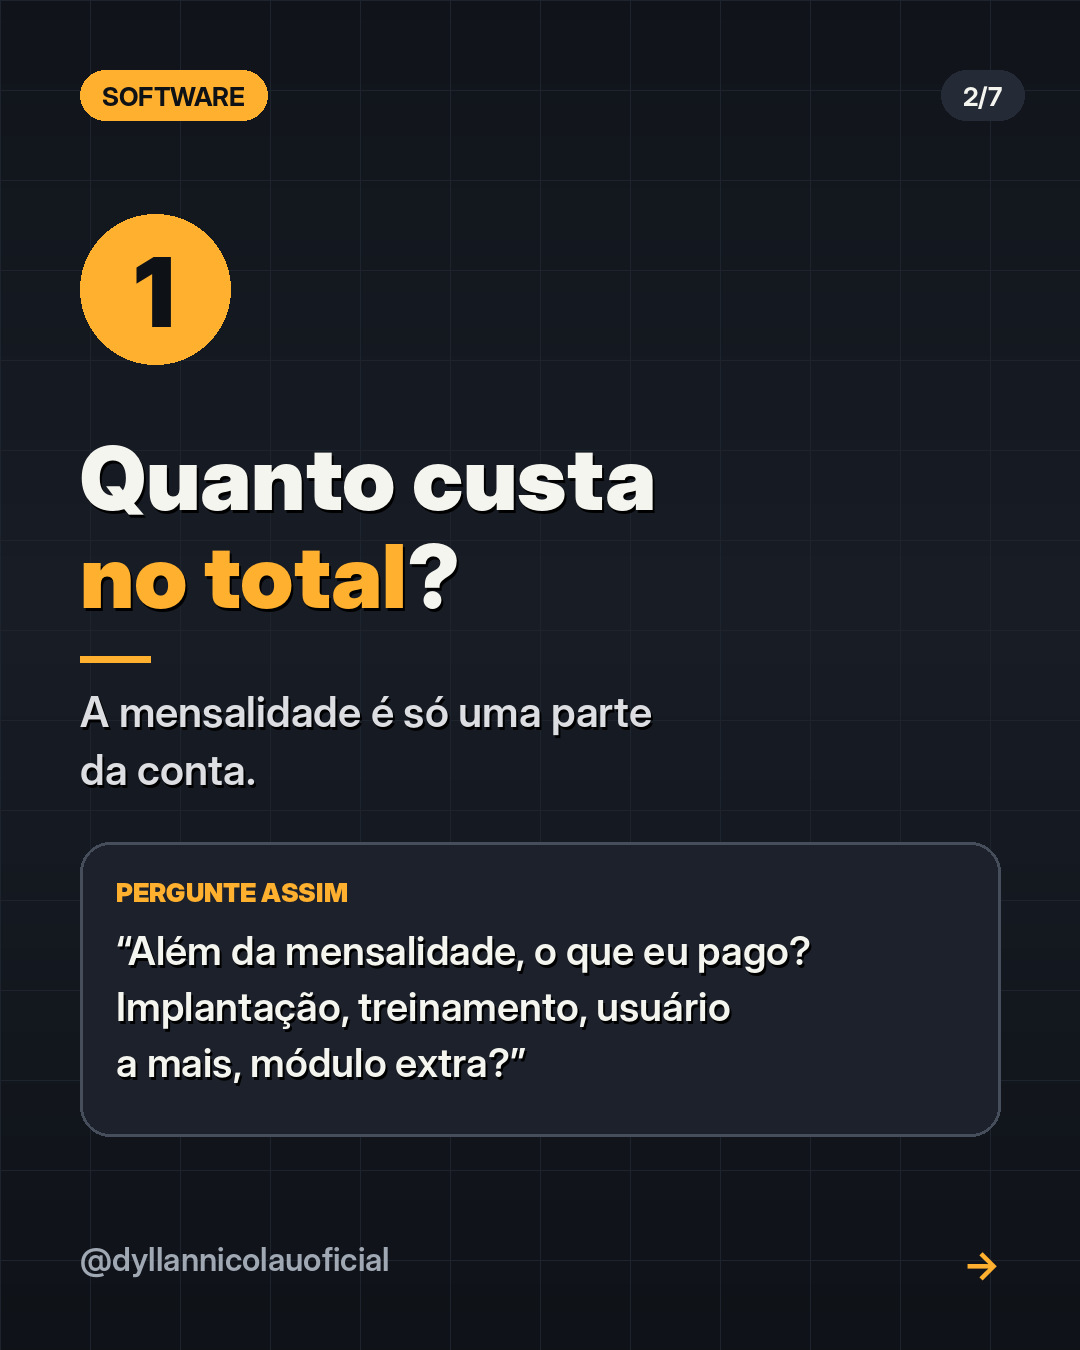 SOFTWARE
2/7
1
Quanto custa
no total?
A mensalidade é só uma parte
da conta.
PERGUNTE ASSIM
“Além da mensalidade, o que eu pago?
Implantação, treinamento, usuário
a mais, módulo extra?”
@dyllannicolauoficial
→